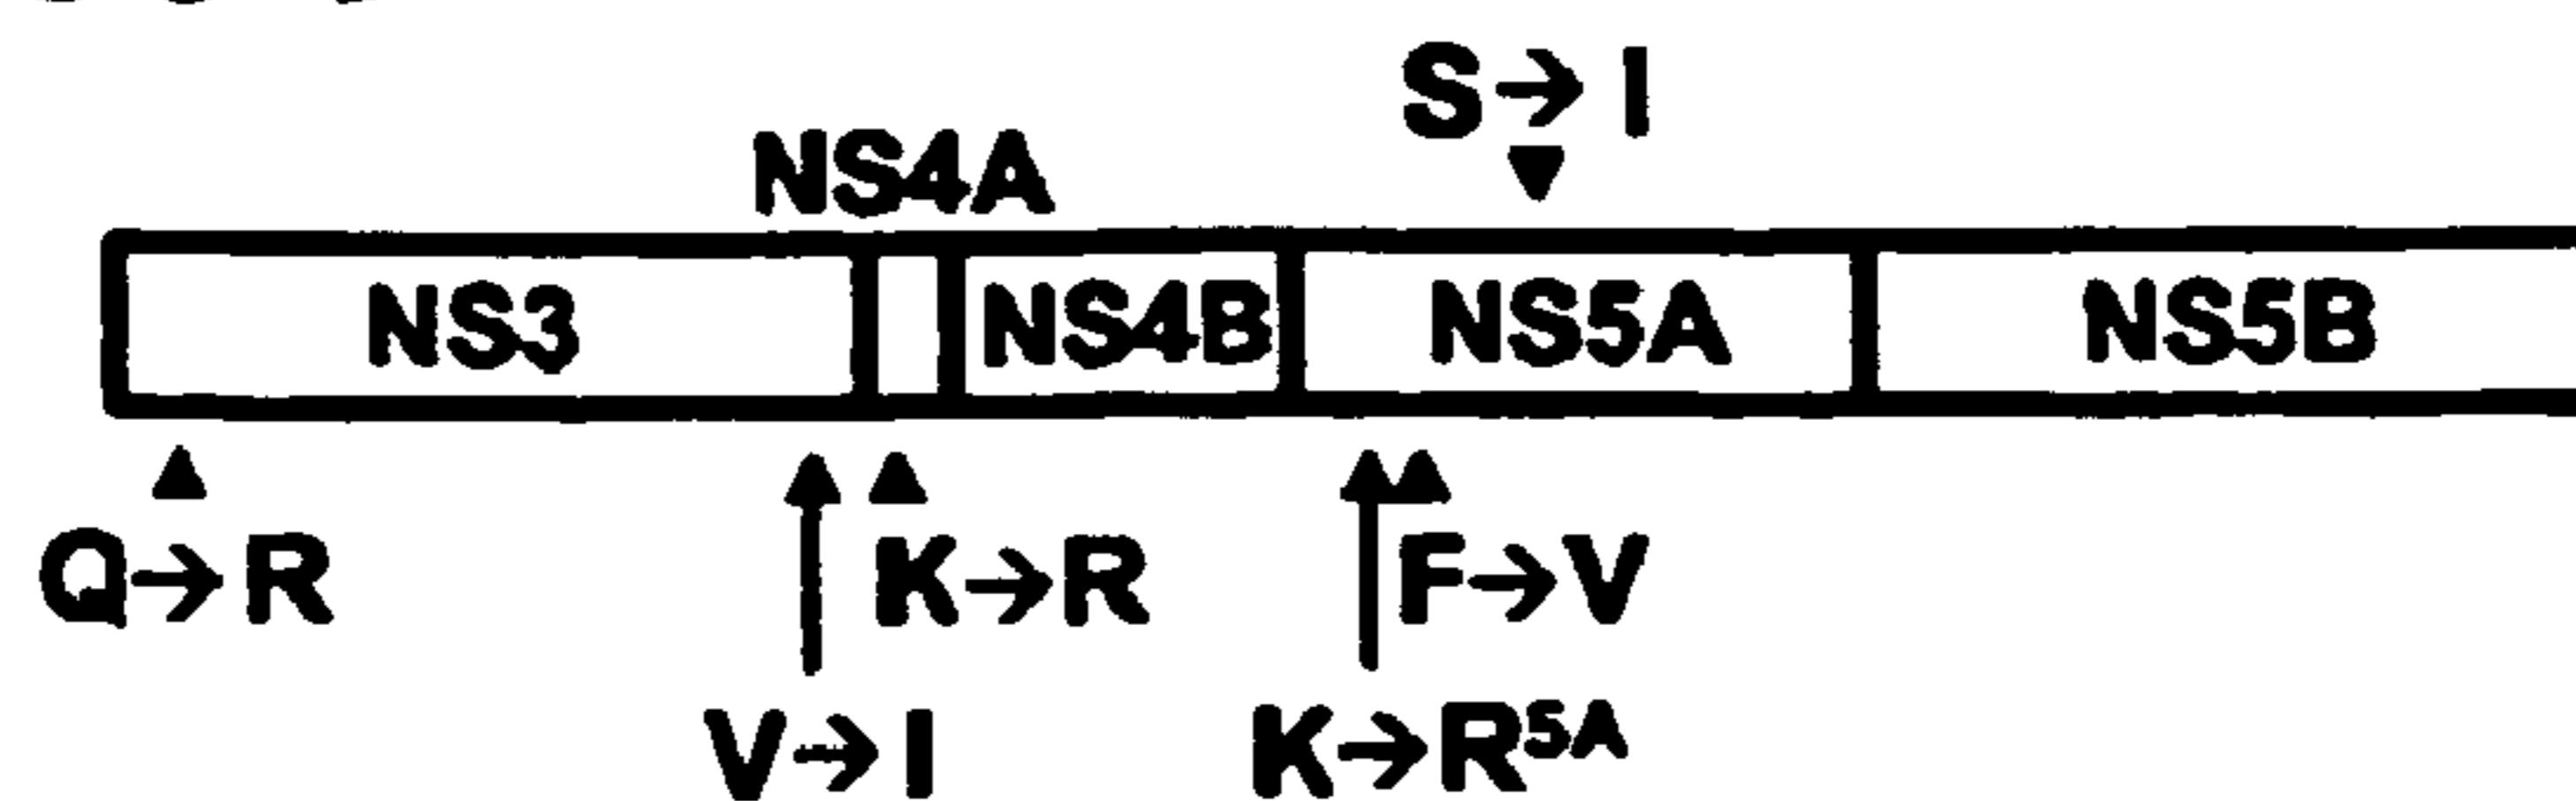 S→I
NS4A
NS3 NS4B NS5A NS5B
Q→R K→R F→V
V→I K→R5A